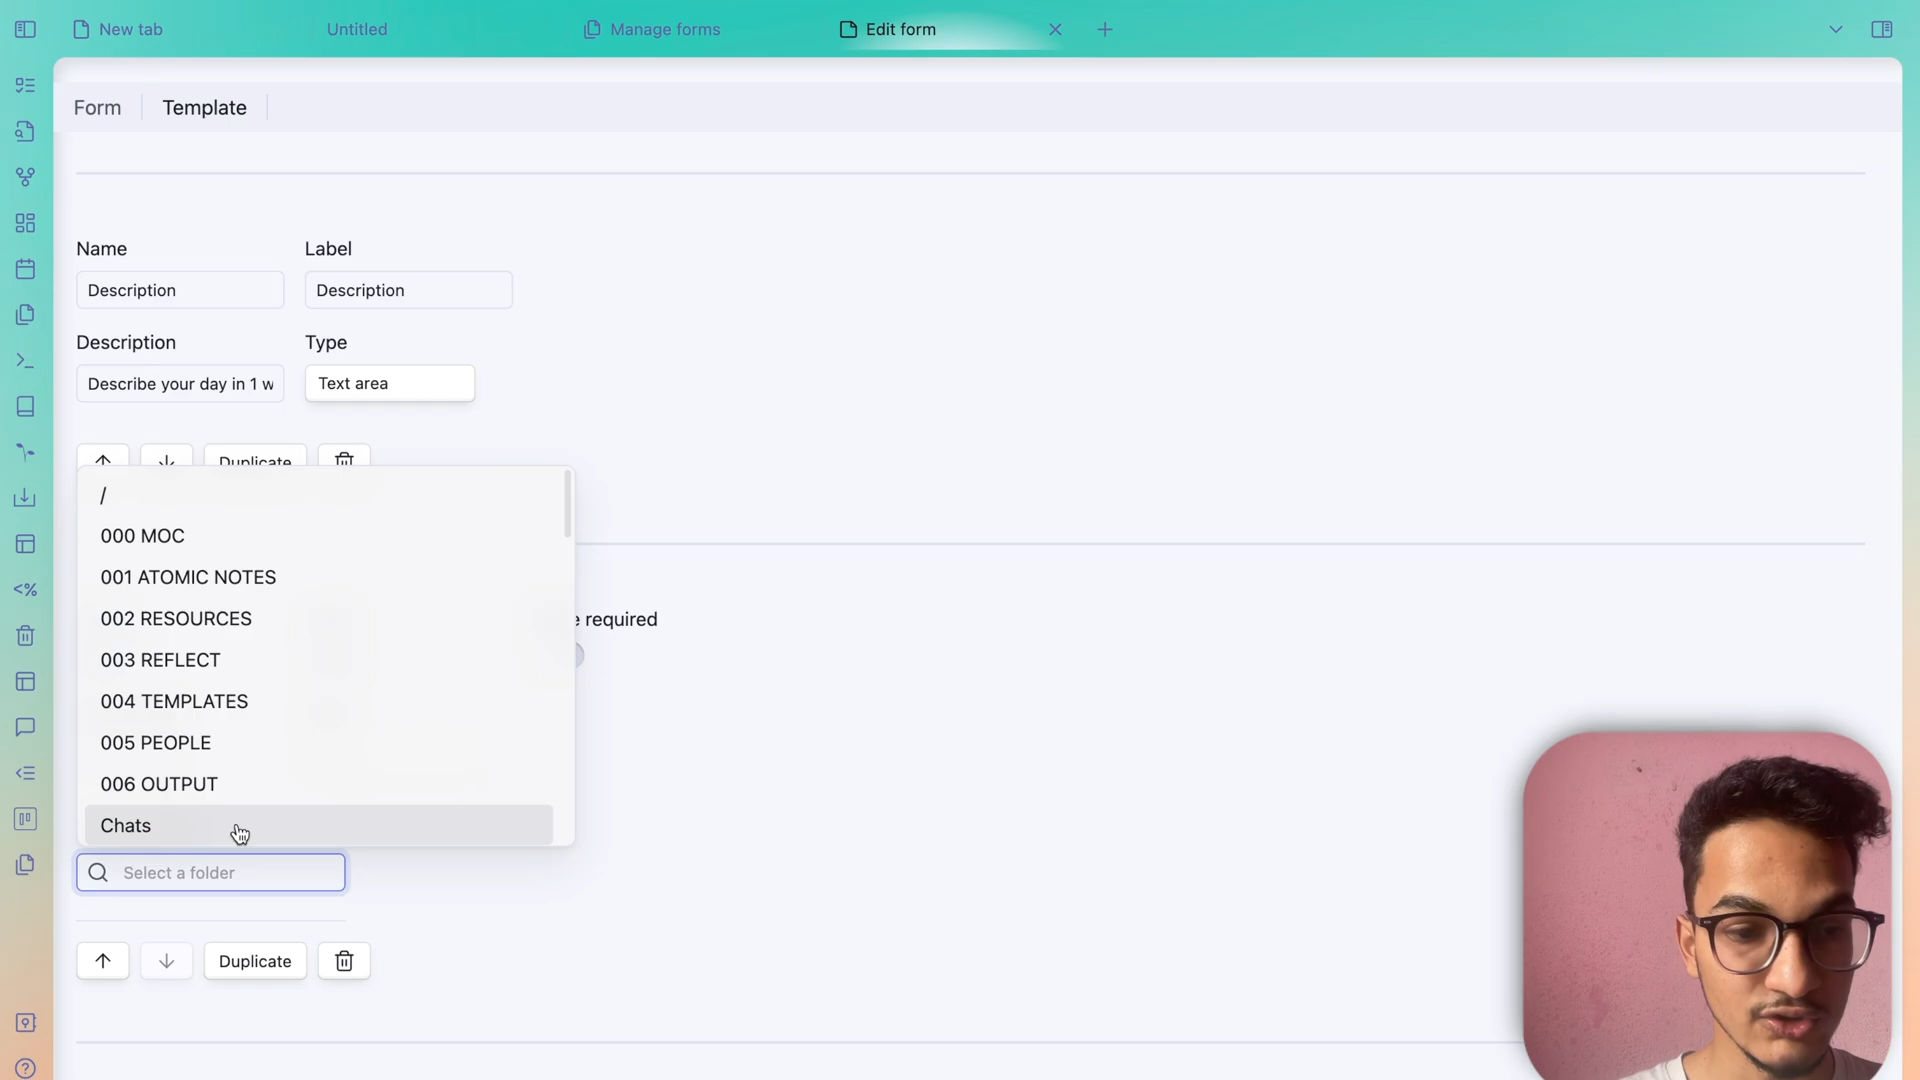 New tab
Untitled
Manage forms
Edit form
Form
Template
Name
Label
Description
Description
Description
Type
Describe your day in 1 w
Text area
Duplicate
/
000 MOC
001 ATOMIC NOTES
002 RESOURCES
e required
003 REFLECT
004 TEMPLATES
005 PEOPLE
006 OUTPUT
Chats
Select a folder
Duplicate
<%